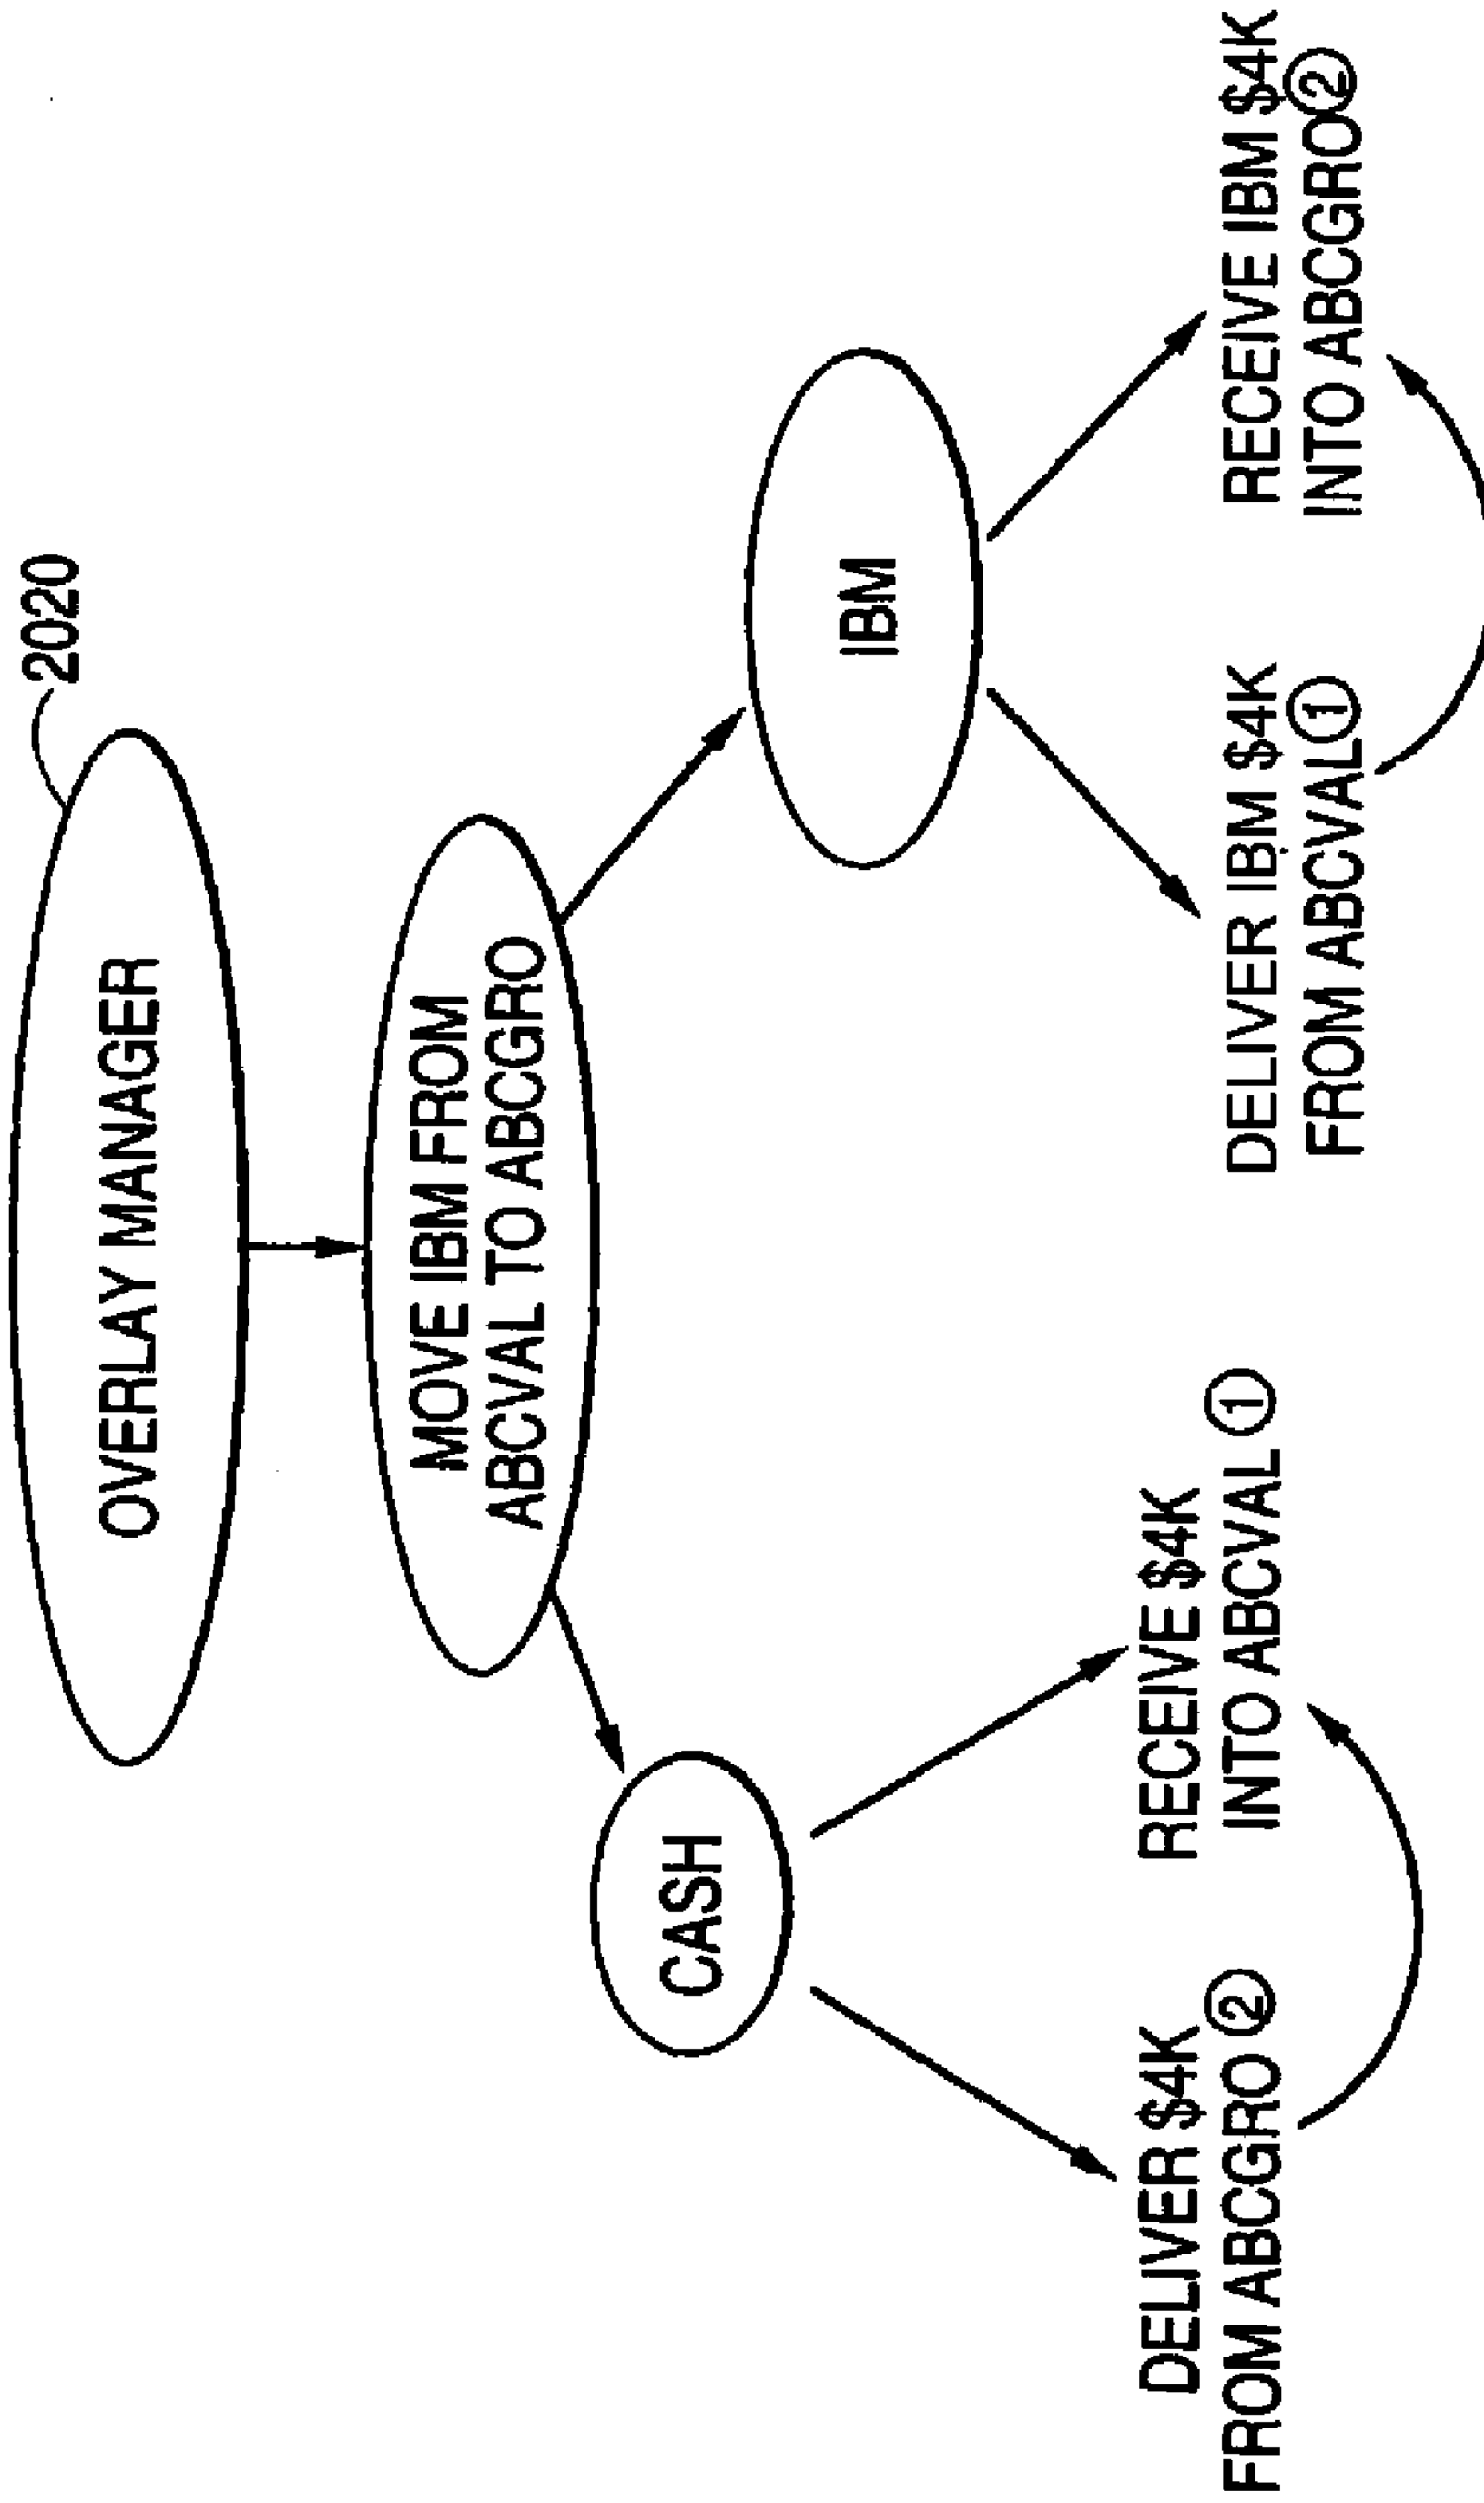 2020
OVERLAY MANAGER
MOVE IBM FROM
ABCVAL TO ABCGRO
CASH
IBM
DELIVER $4K
FROM ABCGRO ②
RECEIVE $4K
INTO ABCVAL ①
DELIVER IBM $4K
FROM ABCVAL ①
RECEIVE IBM $4K
INTO ABCGRO ②